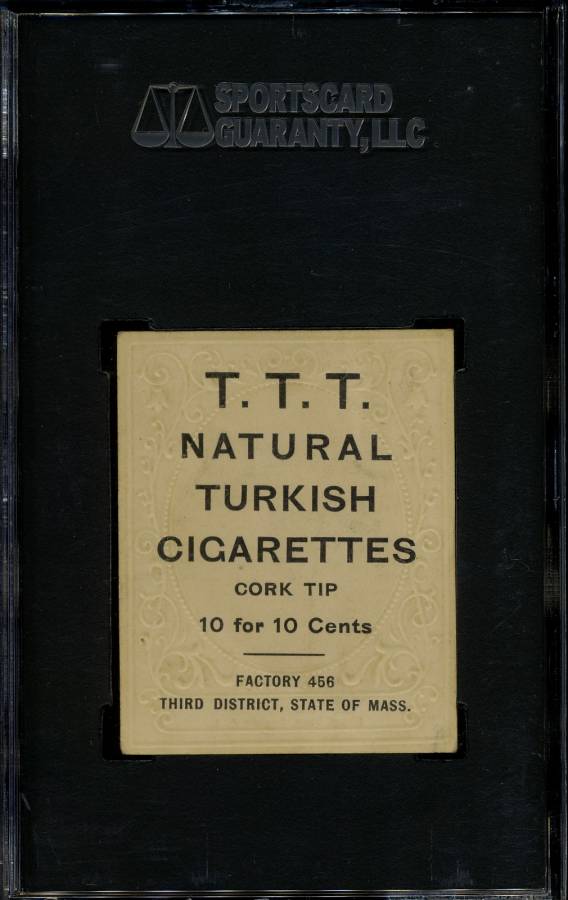 SPORTSCARD
GUARANTY, LLC
T. T. T.
NATURAL
TURKISH
CIGARETTES
CORK TIP
10 for 10 Cents
FACTORY 456
THIRD DISTRICT, STATE OF MASS.